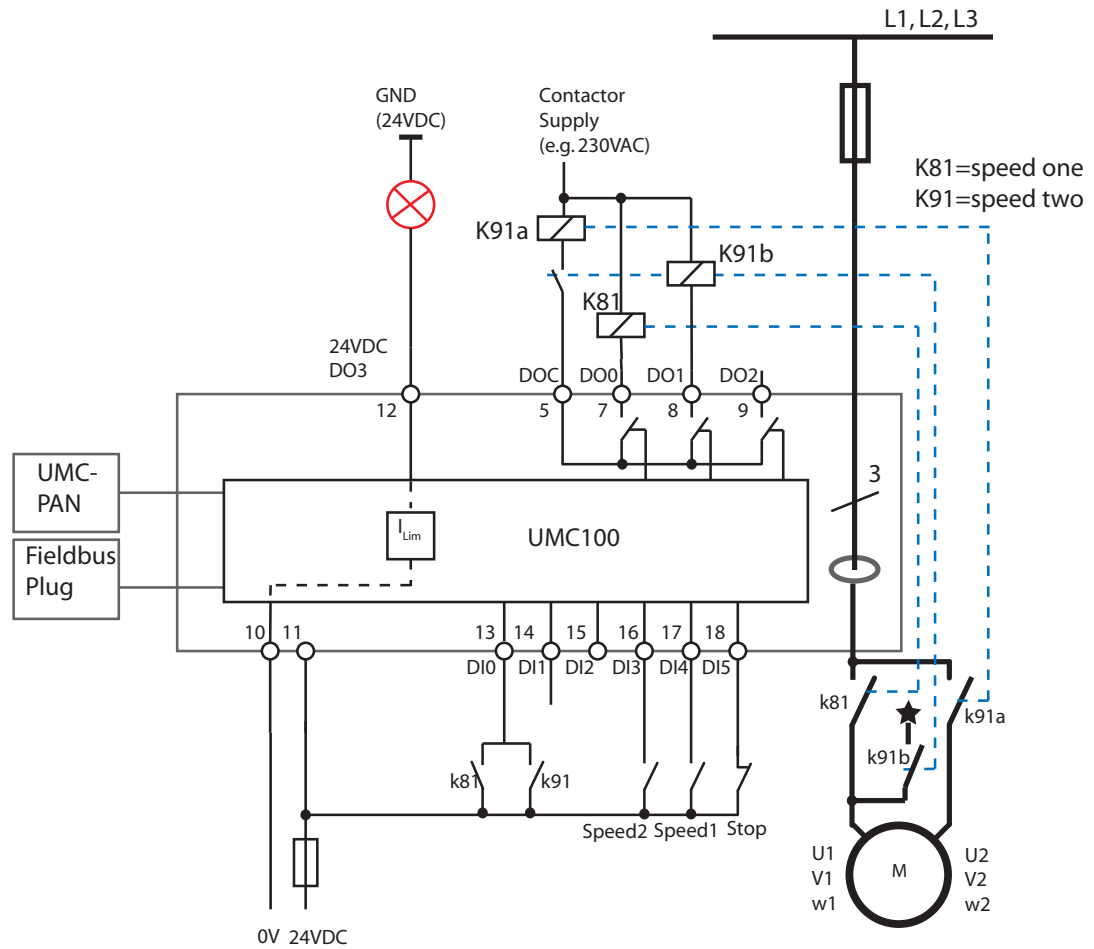 L1, L2, L3
GND
(24VDC)
Contactor
Supply
(e.g. 230VAC)
K81=speed one
K91=speed two
K91a
K91b
K81
24VDC
DO3
DOC
DO0
DO1
DO2
12
5
7
8
9
UMC-
PAN
3
ILim
UMC100
Fieldbus
Plug
10
11
13
14
15
16
17
18
DI0
DI1
DI2
DI3
DI4
DI5
k81
k91a
k91b
k81
k91
Speed2
Speed1
Stop
U1
V1
w1
M
U2
V2
w2
0V
24VDC